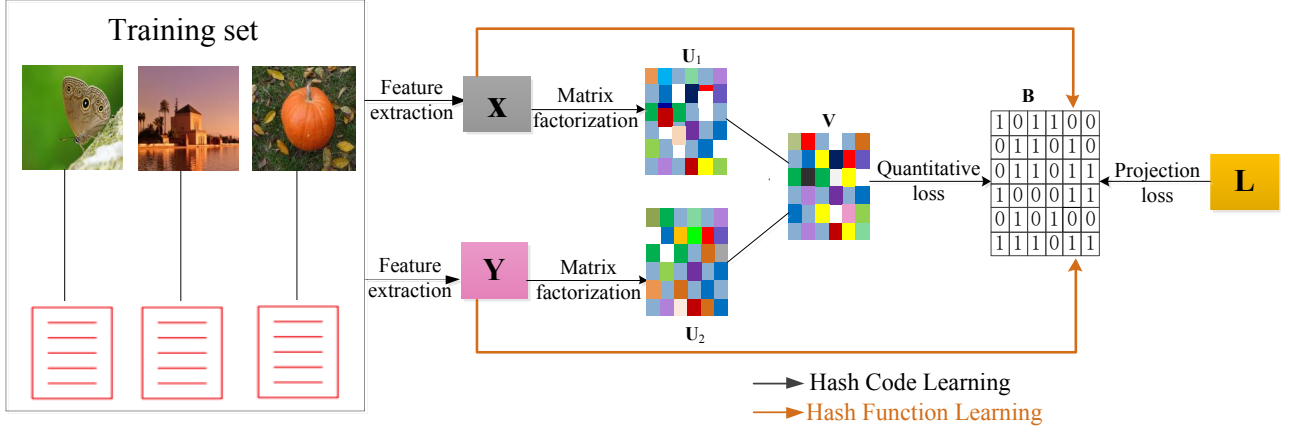 Training set
Feature
extraction
X
Matrix
factorization
U1
V
Quantitative
loss
B
1 0 1 1 0 0
0 1 1 0 1 0
0 1 1 0 1 1
1 0 0 0 1 1
0 1 0 1 0 0
1 1 1 0 1 1
Projection
loss
L
Feature
extraction
Y
Matrix
factorization
U2
Hash Code Learning
Hash Function Learning